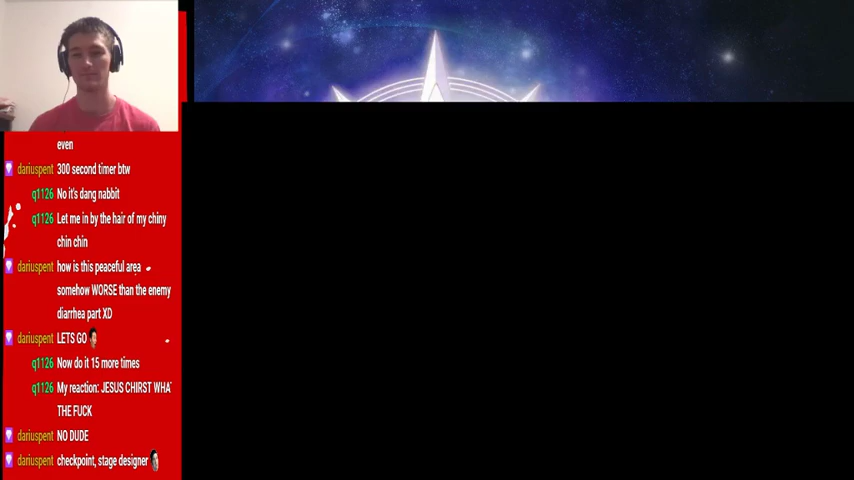 even
dariuspent 300 second timer btw
q1126 No it's dang nabbit
q1126 Let me in by the hair of my chiny
chin chin
dariuspent how is this peaceful area
somehow WORSE than the enemy
diarrhea part XD
dariuspent LETS GO
q1126 Now do it 15 more times
q1126 My reaction: JESUS CHIRST WHAT
THE FUCK
dariuspent NO DUDE
dariuspent checkpoint, stage designer